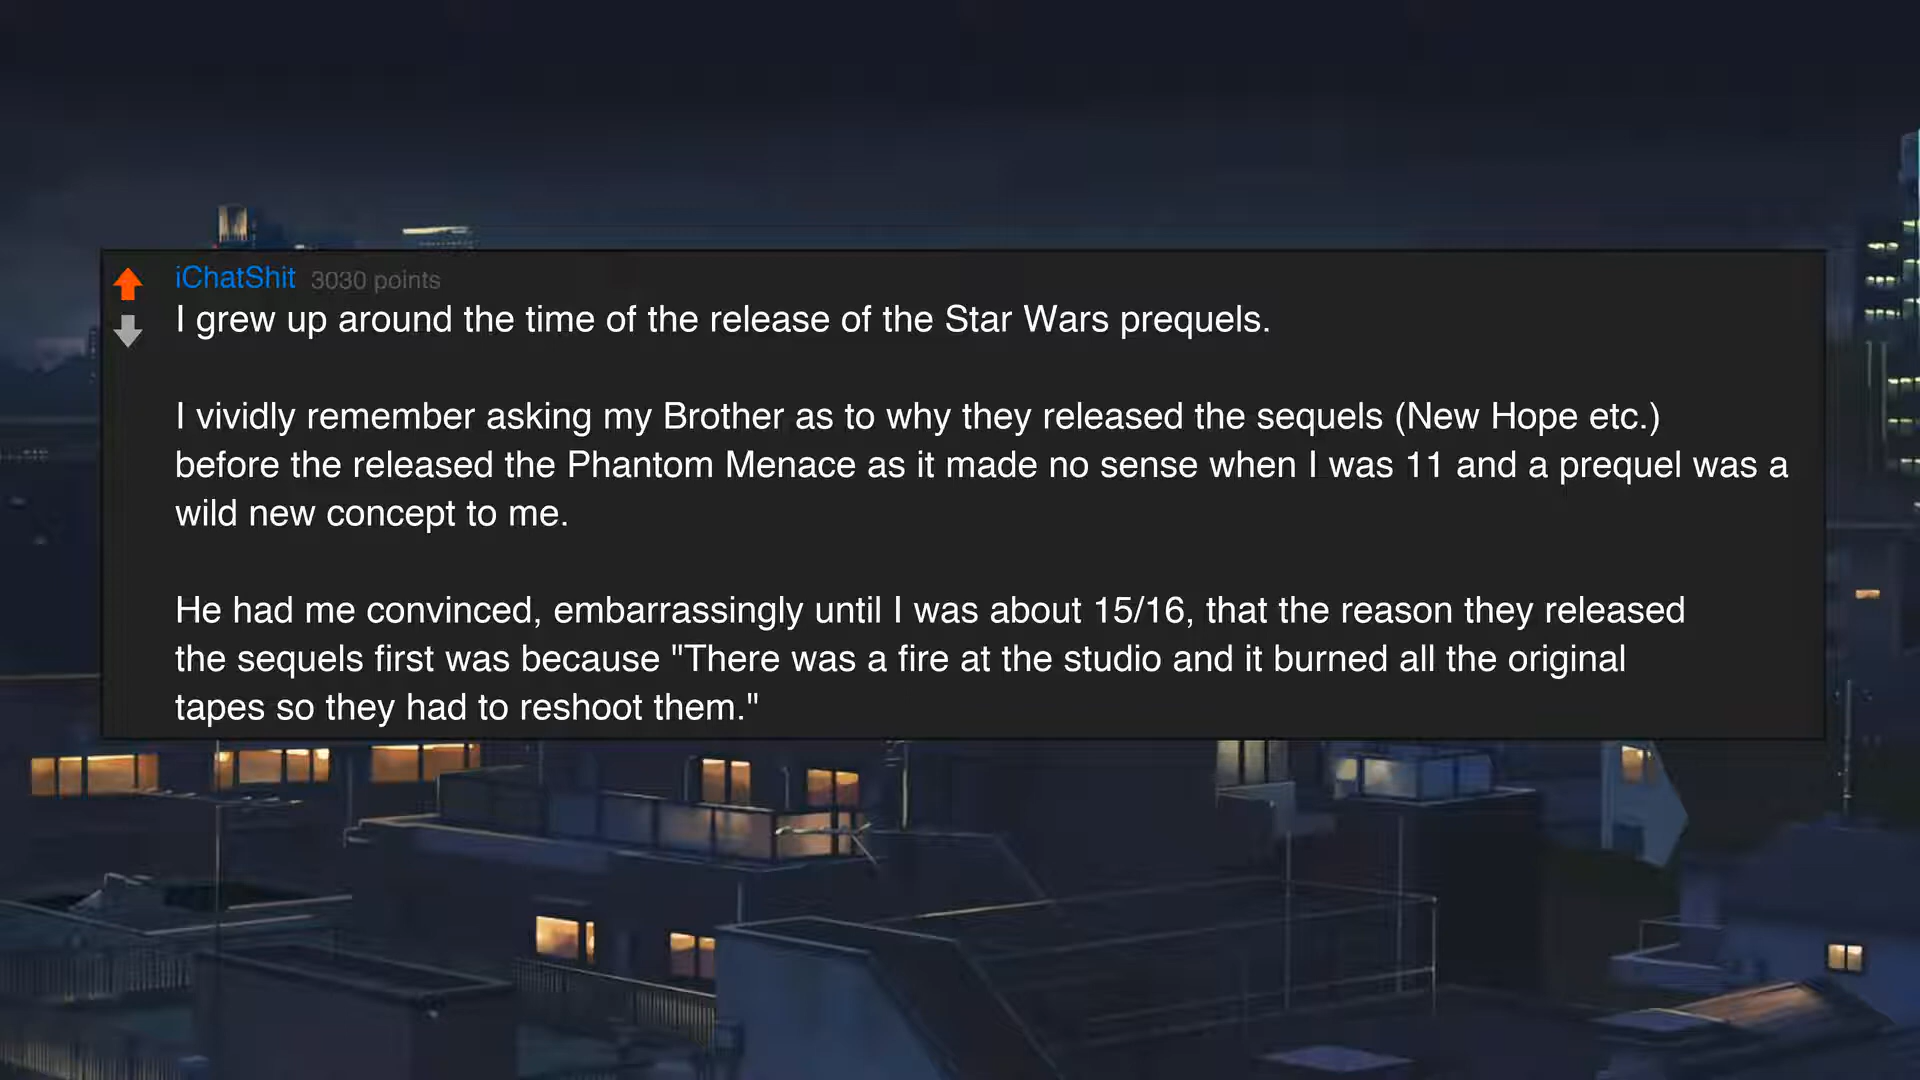 iChatShit 3030 points
I grew up around the time of the release of the Star Wars prequels.
I vividly remember asking my Brother as to why they released the sequels (New Hope etc.)
before the released the Phantom Menace as it made no sense when I was 11 and a prequel was a
wild new concept to me.
He had me convinced, embarrassingly until I was about 15/16, that the reason they released
the sequels first was because "There was a fire at the studio and it burned all the original
tapes so they had to reshoot them."